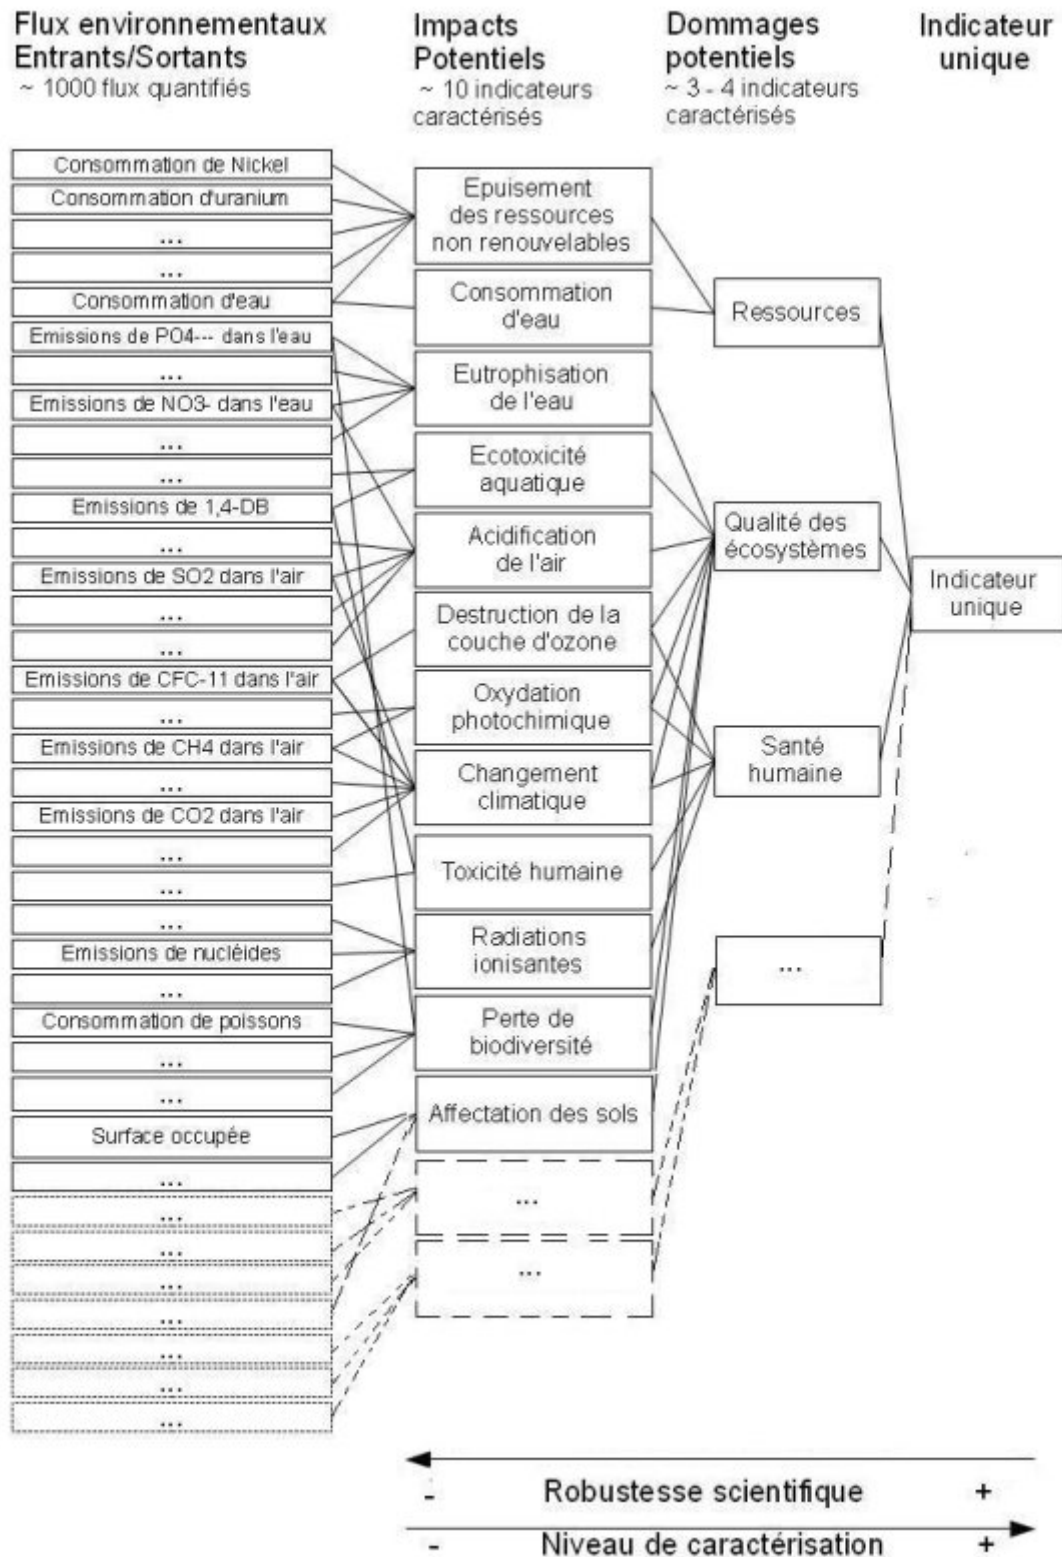 Flux environnementaux
Entrants/Sortants
~ 1000 flux quantifiés
Impacts
Potentiels
~ 10 indicateurs
caractérisés
Dommages
potentiels
~ 3 - 4 indicateurs
caractérisés
Indicateur
unique
Consommation de Nickel
Consommation d'uranium
...
...
Consommation d'eau
Emissions de PO4--- dans l'eau
...
Emissions de NO3- dans l'eau
...
...
Emissions de 1,4-DB
...
Emissions de SO2 dans l'air
...
...
Emissions de CFC-11 dans l'air
...
Emissions de CH4 dans l'air
...
Emissions de CO2 dans l'air
...
...
...
Emissions de nucléides
...
Consommation de poissons
...
...
Surface occupée
...
...
...
...
...
...
...
...
Epuisement
des ressources
non renouvelables
Consommation
d'eau
Eutrophisation
de l'eau
Ecotoxicité
aquatique
Acidification
de l'air
Destruction de la
couche d'ozone
Oxydation
photochimique
Changement
climatique
Toxicité humaine
Radiations
ionisantes
Perte de
biodiversité
Affectation des sols
...
...
Ressources
Qualité des
écosystèmes
Santé
humaine
...
Indicateur
unique
- Robustesse scientifique +
- Niveau de caractérisation +